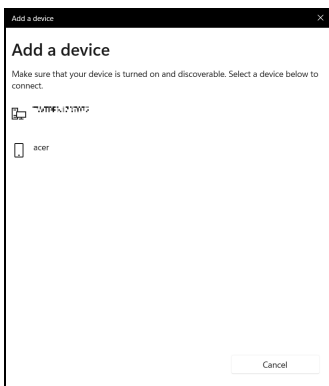 Add a device
Add a device
Make sure that your device is turned on and discoverable. Select a device below to
connect.
acer
Cancel